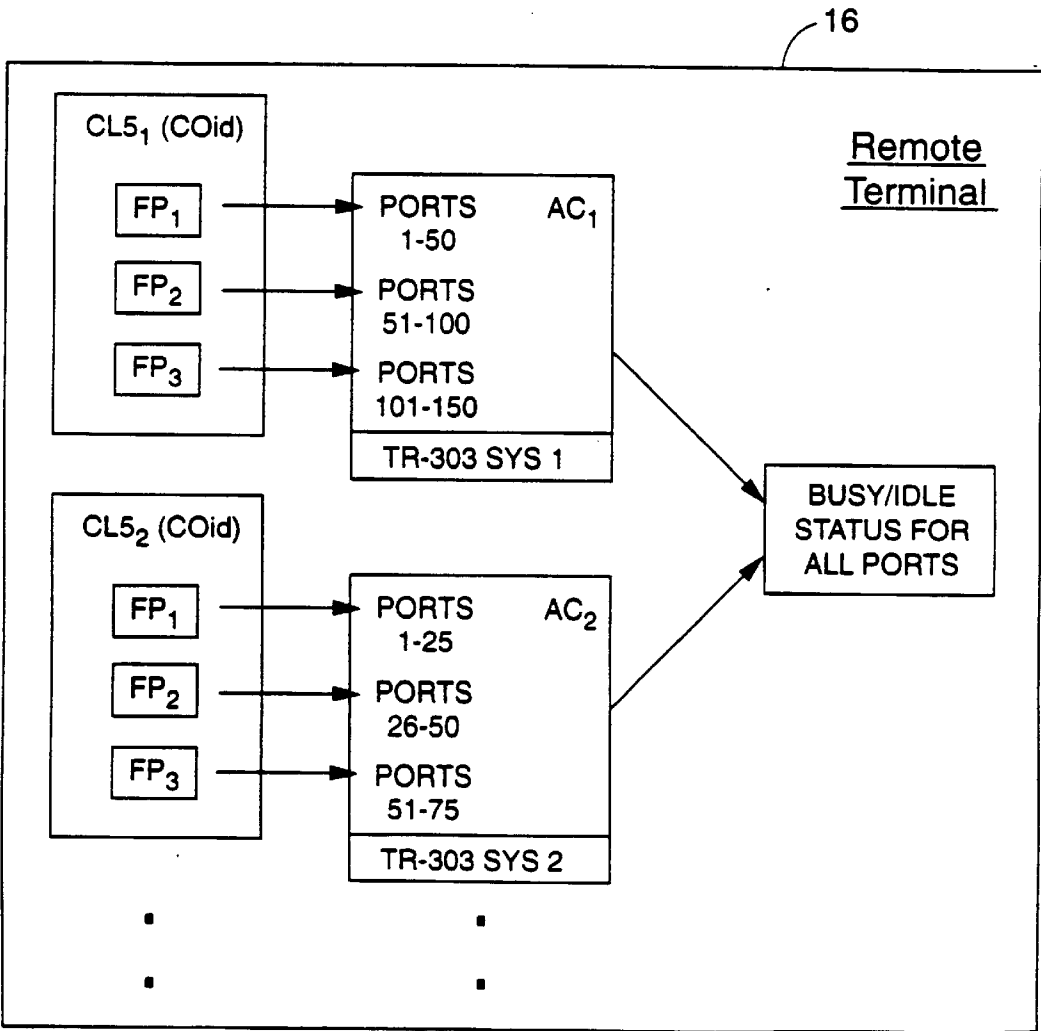 16
Remote
Terminal
CL5₁ (COid)
FP₁
FP₂
FP₃
PORTS AC₁
1-50
PORTS
51-100
PORTS
101-150
TR-303 SYS 1
BUSY/IDLE
STATUS FOR
ALL PORTS
CL5₂ (COid)
FP₁
FP₂
FP₃
PORTS AC₂
1-25
PORTS
26-50
PORTS
51-75
TR-303 SYS 2